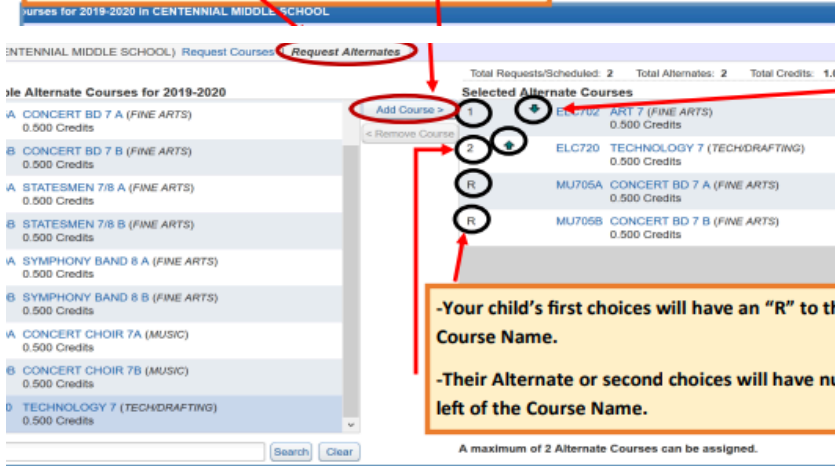 urses for 2019-2020 in CENTENNIAL MIDDLE SCHOOL
ENTENNIAL MIDDLE SCHOOL) Request Courses Request Alternates
Total Requests/Scheduled: 2 Total Alternates: 2 Total Credits: 1.
ble Alternate Courses for 2019-2020
Selected Alternate Courses
A CONCERT BD 7 A (FINE ARTS)
0.500 Credits
B CONCERT BD 7 B (FINE ARTS)
0.500 Credits
A STATESMEN 7/8 A (FINE ARTS)
0.500 Credits
B STATESMEN 7/8 B (FINE ARTS)
0.500 Credits
A SYMPHONY BAND 8 A (FINE ARTS)
0.500 Credits
B SYMPHONY BAND 8 B (FINE ARTS)
0.500 Credits
A CONCERT CHOIR 7A (MUSIC)
0.500 Credits
B CONCERT CHOIR 7B (MUSIC)
0.500 Credits
0 TECHNOLOGY 7 (TECH/DRAFTING)
0.500 Credits
Search Clear
Add Course >
< Remove Course
1 ELC702 ART 7 (FINE ARTS)
0.500 Credits
2 ELC720 TECHNOLOGY 7 (TECH/DRAFTING)
0.500 Credits
R MU705A CONCERT BD 7 A (FINE ARTS)
0.500 Credits
R MU705B CONCERT BD 7 B (FINE ARTS)
0.500 Credits
-Your child's first choices will have an "R" to th
Course Name.
-Their Alternate or second choices will have nu
left of the Course Name.
A maximum of 2 Alternate Courses can be assigned.